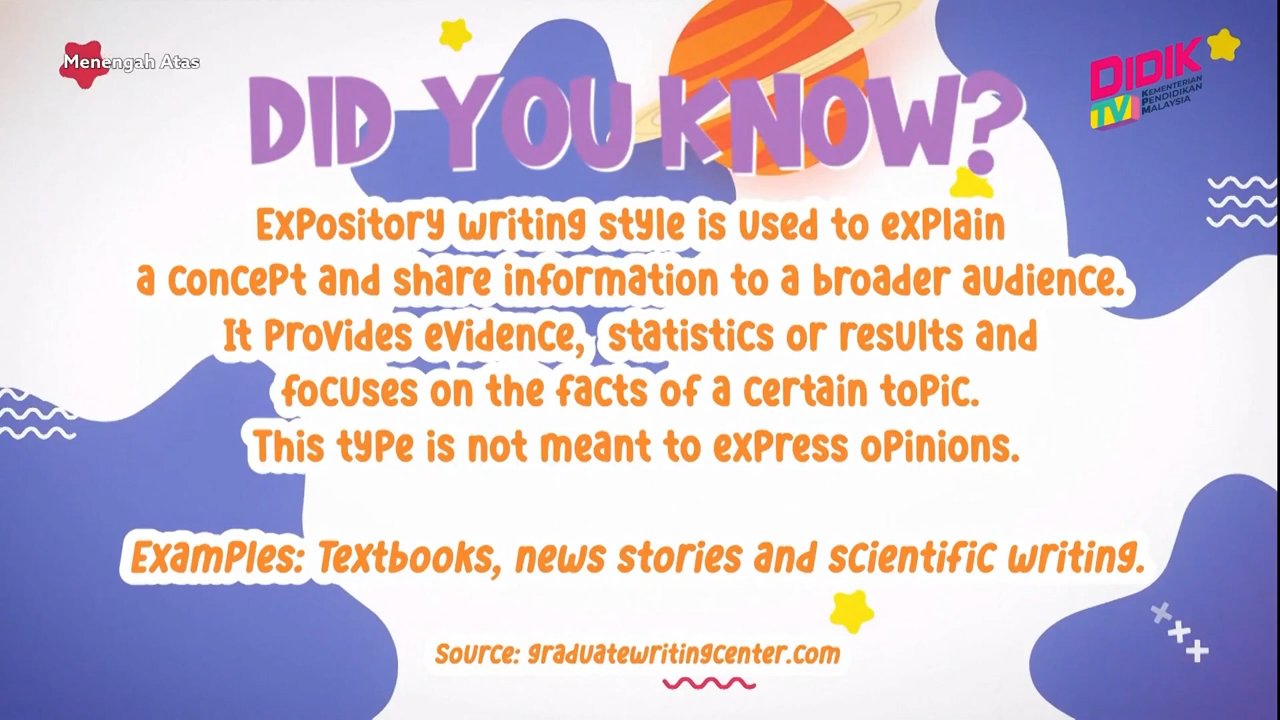 Menengah Atas
DIDIK
TV
KEMENTERIAN
PENDIDIKAN
MALAYSIA
DID YOU KNOW?
Expository writing style is used to explain
a concept and share information to a broader audience.
It provides evidence, statistics or results and
focuses on the facts of a certain topic.
This type is not meant to express opinions.
Examples: Textbooks, news stories and scientific writing.
Source: graduatewritingcenter.com